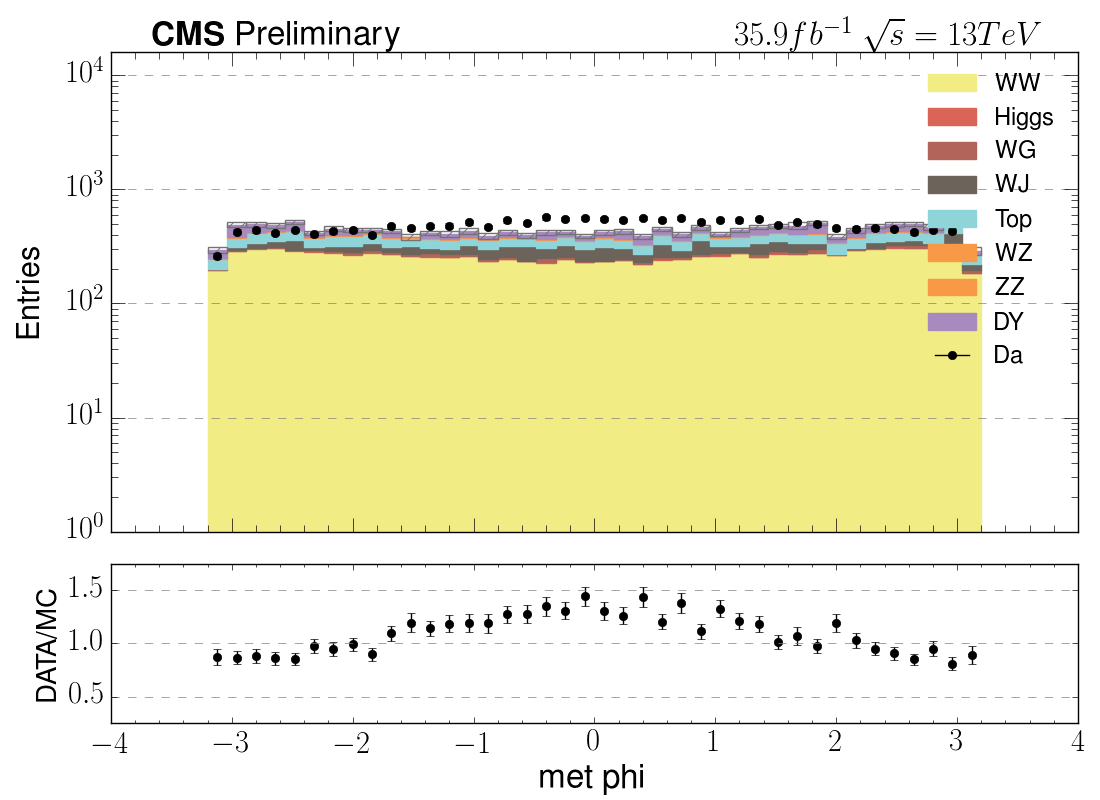 CMS Preliminary
35.9fb⁻¹ √s = 13TeV
Entries
10⁴
10³
10²
10¹
10⁰
WW
Higgs
WG
WJ
Top
WZ
ZZ
DY
Da
DATA/MC
1.5
1.0
0.5
−4 −3 −2 −1 0 1 2 3 4
met phi